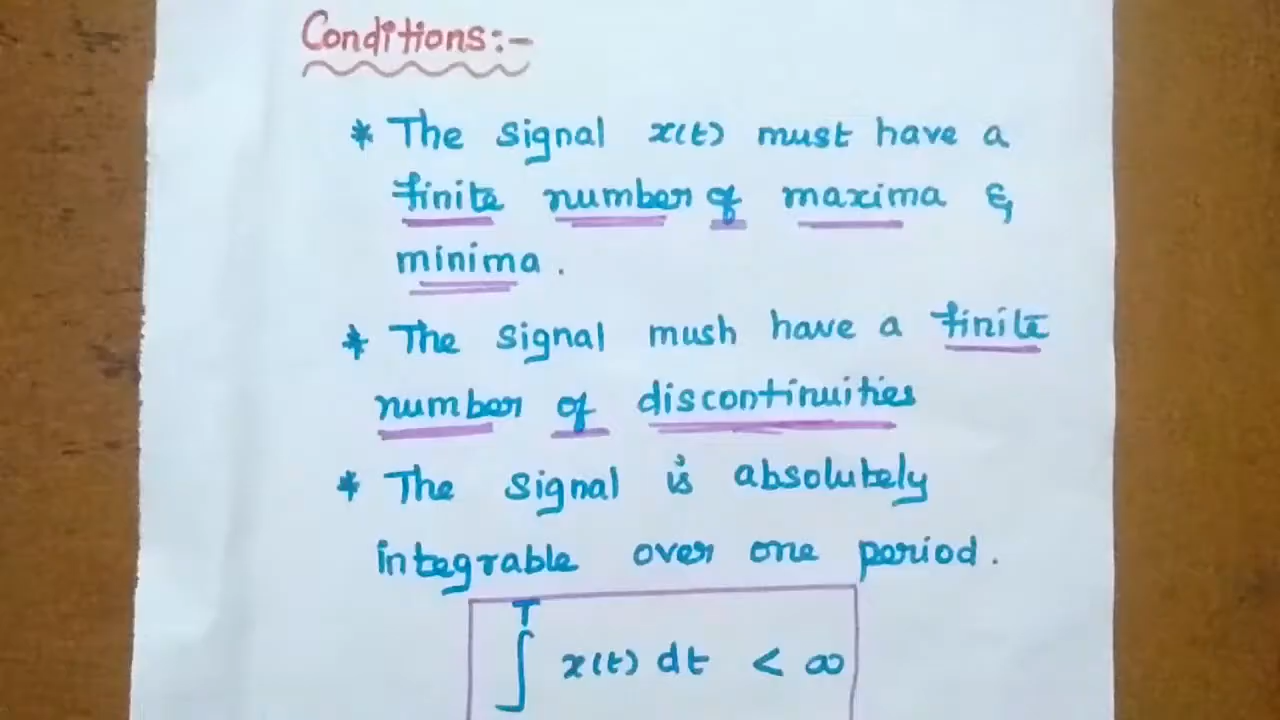 Conditions:-
* The signal x(t) must have a
finite number of maxima &
minima.
* The signal mush have a finite
number of discontinuities
* The signal is absolutely
integrable over one period.
T
∫ x(t) dt < ∞